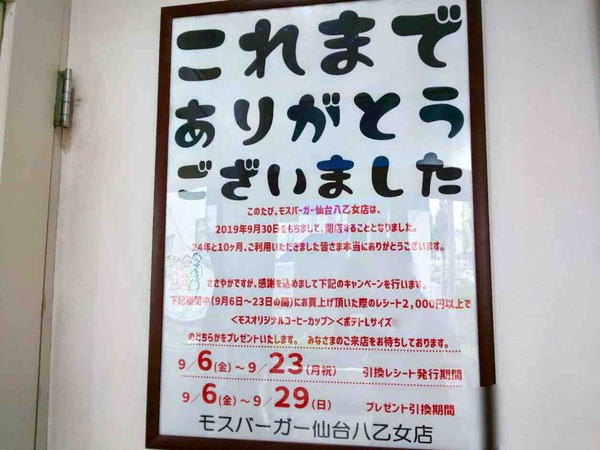 これまで
ありがとう
ございました
このたび、モスバーガー仙台八乙女店は、
2019年9月30日をもちまして、閉店することとなりました。
24年と10ヶ月、ご利用いただきました皆さま本当にありがとうございます。
ささやかですが、感謝を込めまして下記のキャンペーンを行います。
下記期間中(9月6日〜23日の間)にお買上げ頂いた際のレシート2,000円以上で
<モスオリジナルコーヒーカップ><ポテトLサイズ
のどちらかをプレゼントいたします。 みなさまのご来店をお待ちしております。
9/6(金)〜9/23(月祝) 引換レシート発行期間
9/6(金)〜9/29(日) プレゼント引換期間
モスバーガー仙台八乙女店